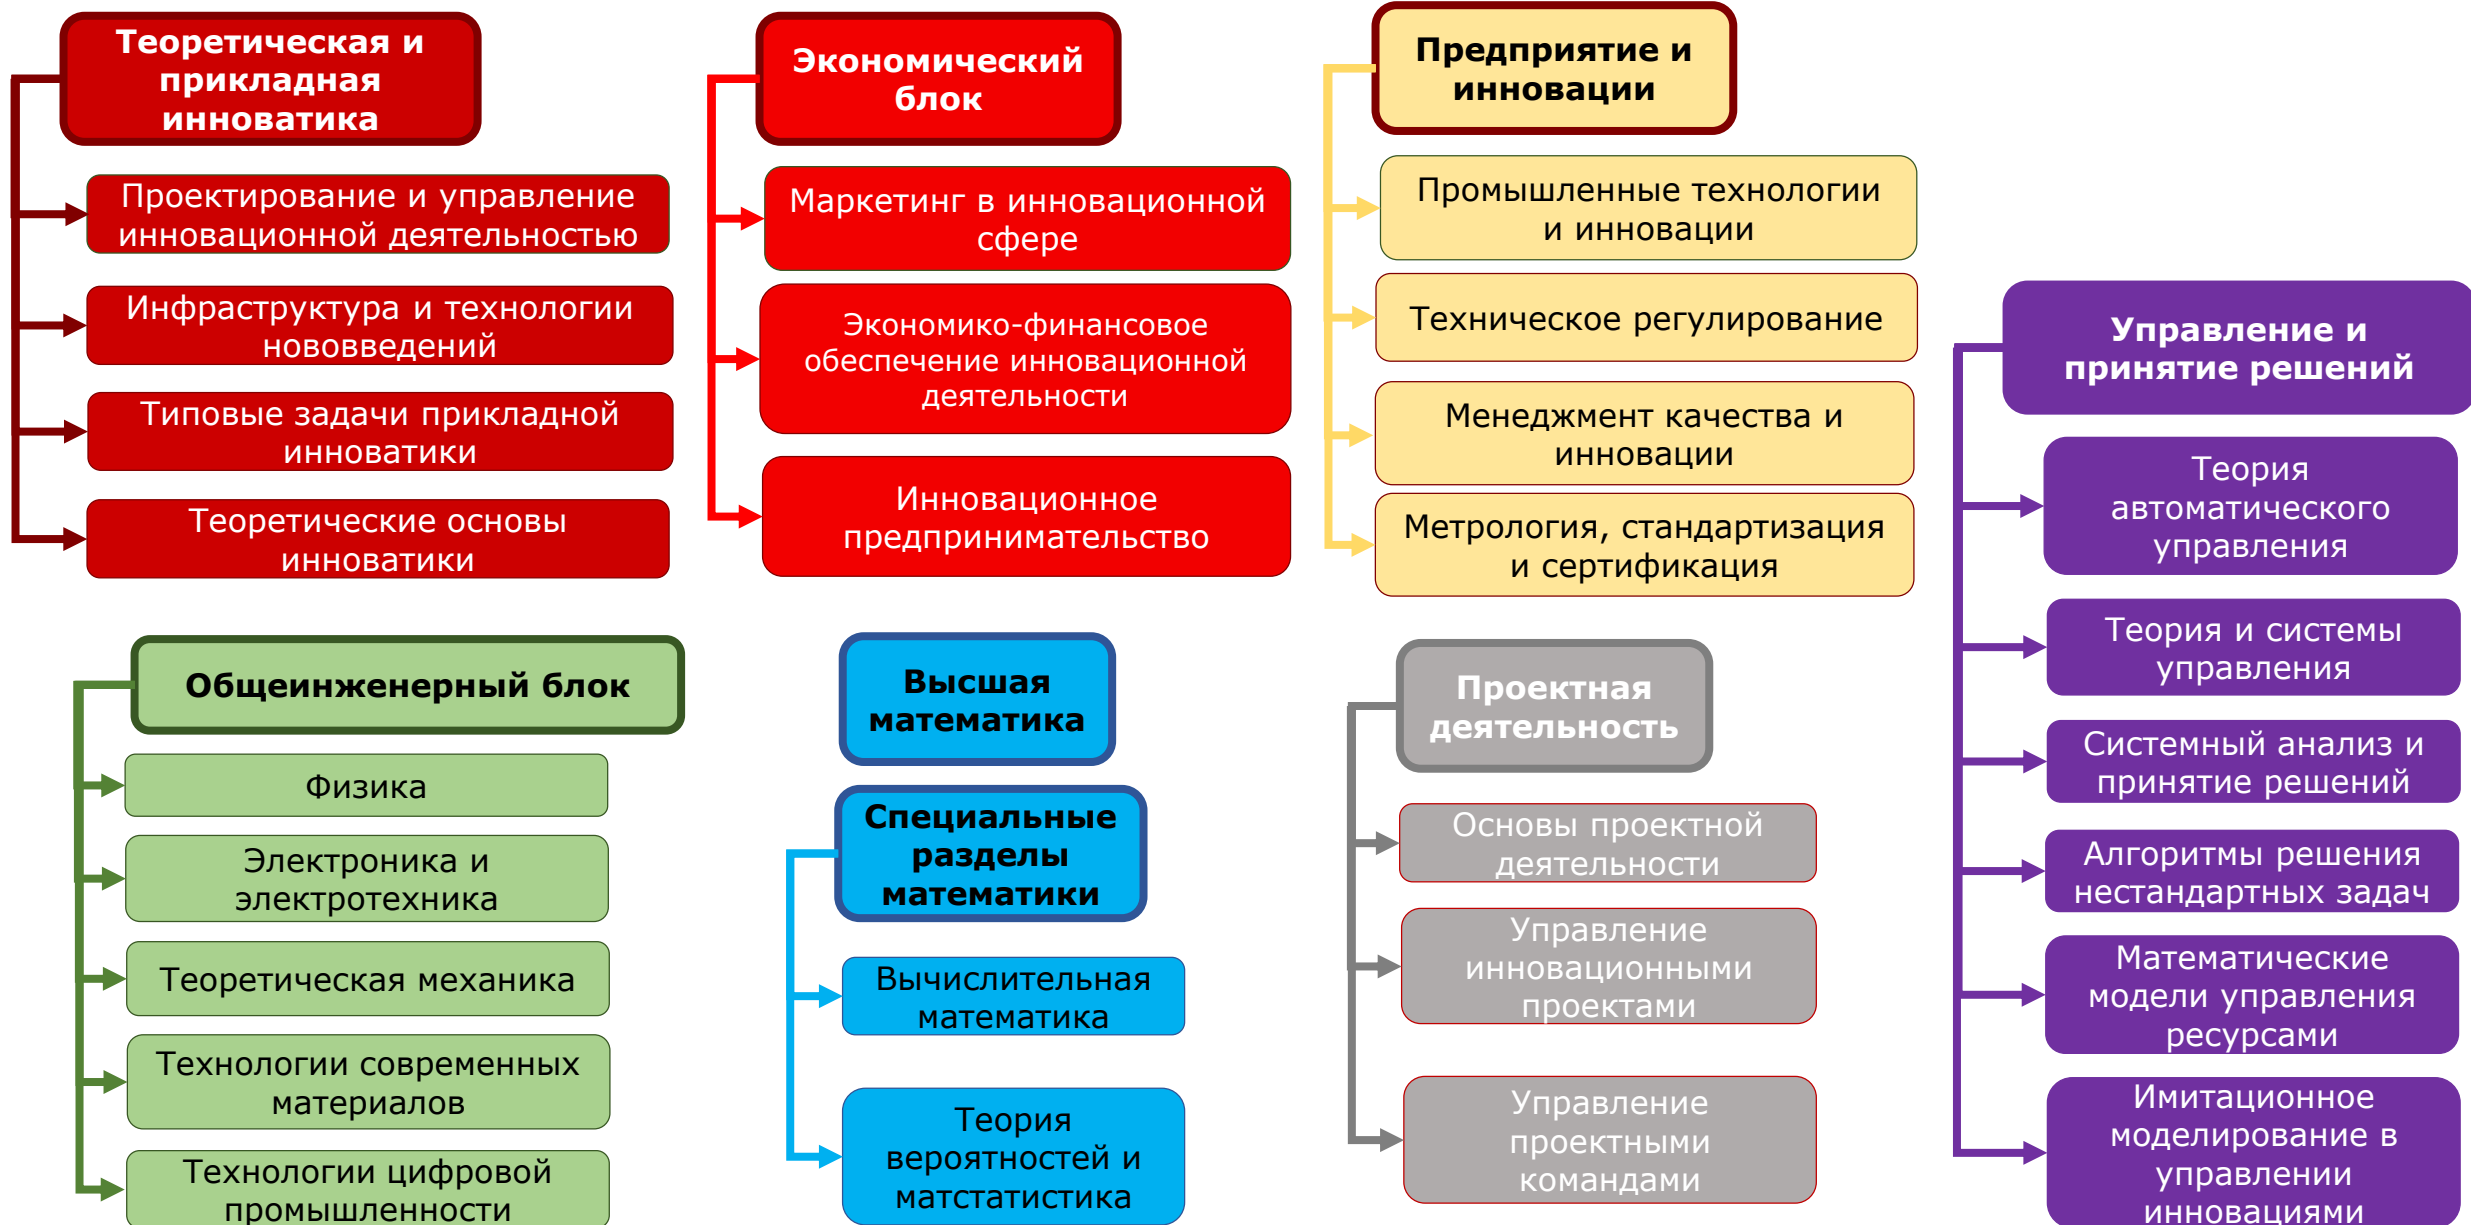 Теоретическая и
прикладная
инноватика
Проектирование и управление
инновационной деятельностью
Инфраструктура и технологии
нововведений
Типовые задачи прикладной
инноватики
Теоретические основы
инноватики
Экономический
блок
Маркетинг в инновационной
сфере
Экономико-финансовое
обеспечение инновационной
деятельности
Инновационное
предпринимательство
Предприятие и
инновации
Промышленные технологии
и инновации
Техническое регулирование
Менеджмент качества и
инновации
Метрология, стандартизация
и сертификация
Управление и
принятие решений
Теория
автоматического
управления
Теория и системы
управления
Системный анализ и
принятие решений
Алгоритмы решения
нестандартных задач
Математические
модели управления
ресурсами
Имитационное
моделирование в
управлении
инновациями
Общеинженерный блок
Физика
Электроника и
электротехника
Теоретическая механика
Технологии современных
материалов
Технологии цифровой
промышленности
Высшая
математика
Специальные
разделы
математики
Вычислительная
математика
Теория
вероятностей и
матстатистика
Проектная
деятельность
Основы проектной
деятельности
Управление
инновационными
проектами
Управление
проектными
командами